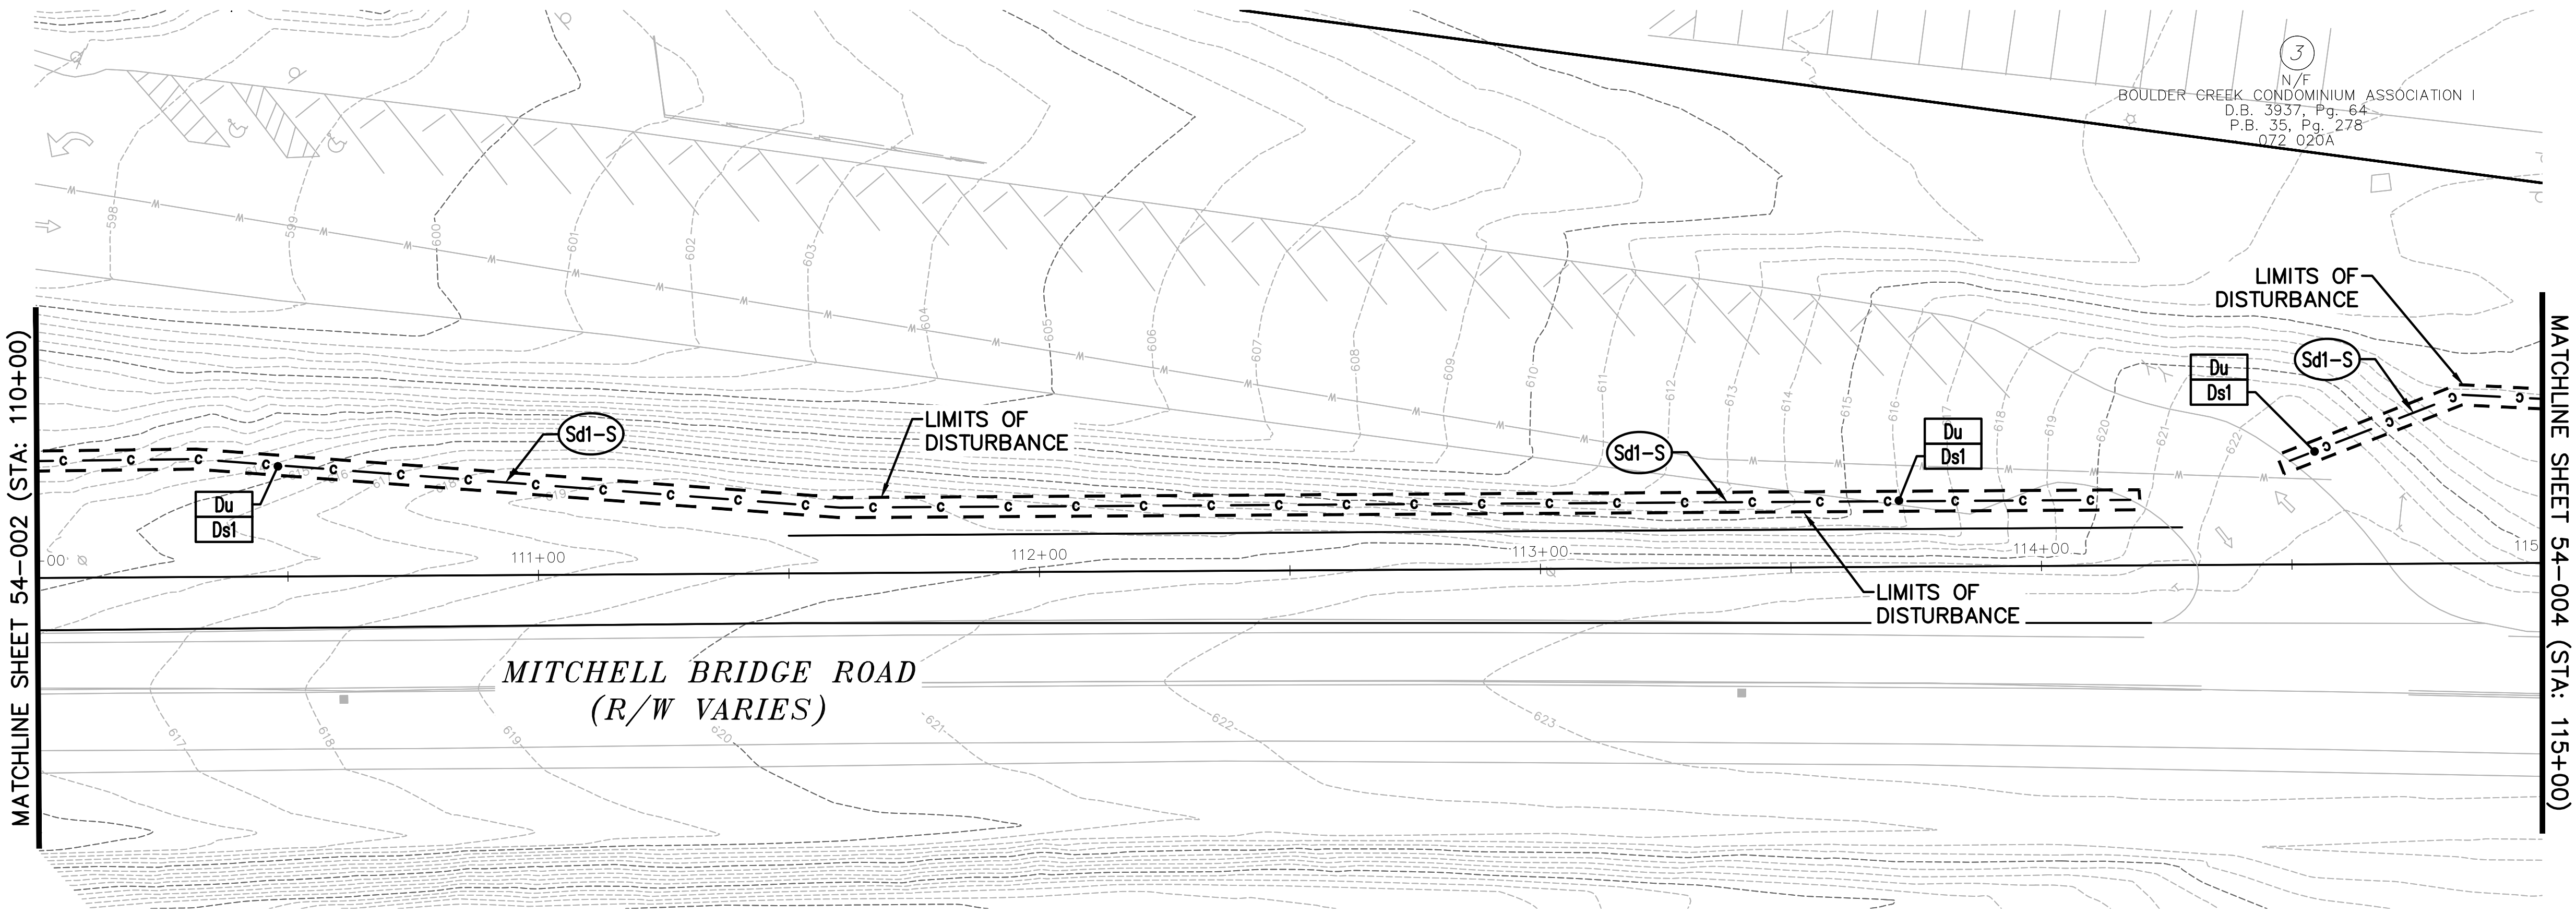 3
N/F
BOULDER CREEK CONDOMINIUM ASSOCIATION I
D.B. 3937, Pg. 64
P.B. 35, Pg. 278
072 020A
598
599
600
601
602
603
604
605
606
607
608
609
610
611
612
613
614
615
616
618
619
620
621
622
LIMITS OF
DISTURBANCE
Sd1-S
Du
Ds1
LIMITS OF
DISTURBANCE
Sd1-S
Sd1-S
Du
Ds1
Du
Ds1
LIMITS OF
DISTURBANCE
111+00
112+00
113+00
114+00
115
MITCHELL BRIDGE ROAD
(R/W VARIES)
617
618
619
620
621
622
623
MATCHLINE SHEET 54-002 (STA: 110+00)
MATCHLINE SHEET 54-004 (STA: 115+00)